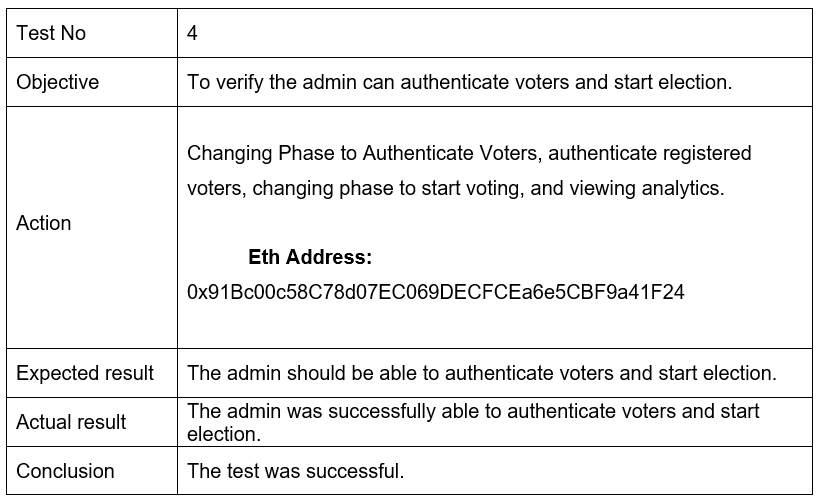 Test No 4
Objective To verify the admin can authenticate voters and start election.
Changing Phase to Authenticate Voters, authenticate registered
voters, changing phase to start voting, and viewing analytics.
Action
Eth Address:
0x91Bc00c58C78d07EC069DECFCEa6e5CBF9a41F24
Expected result The admin should be able to authenticate voters and start election.
Actual result The admin was successfully able to authenticate voters and start
election.
Conclusion The test was successful.